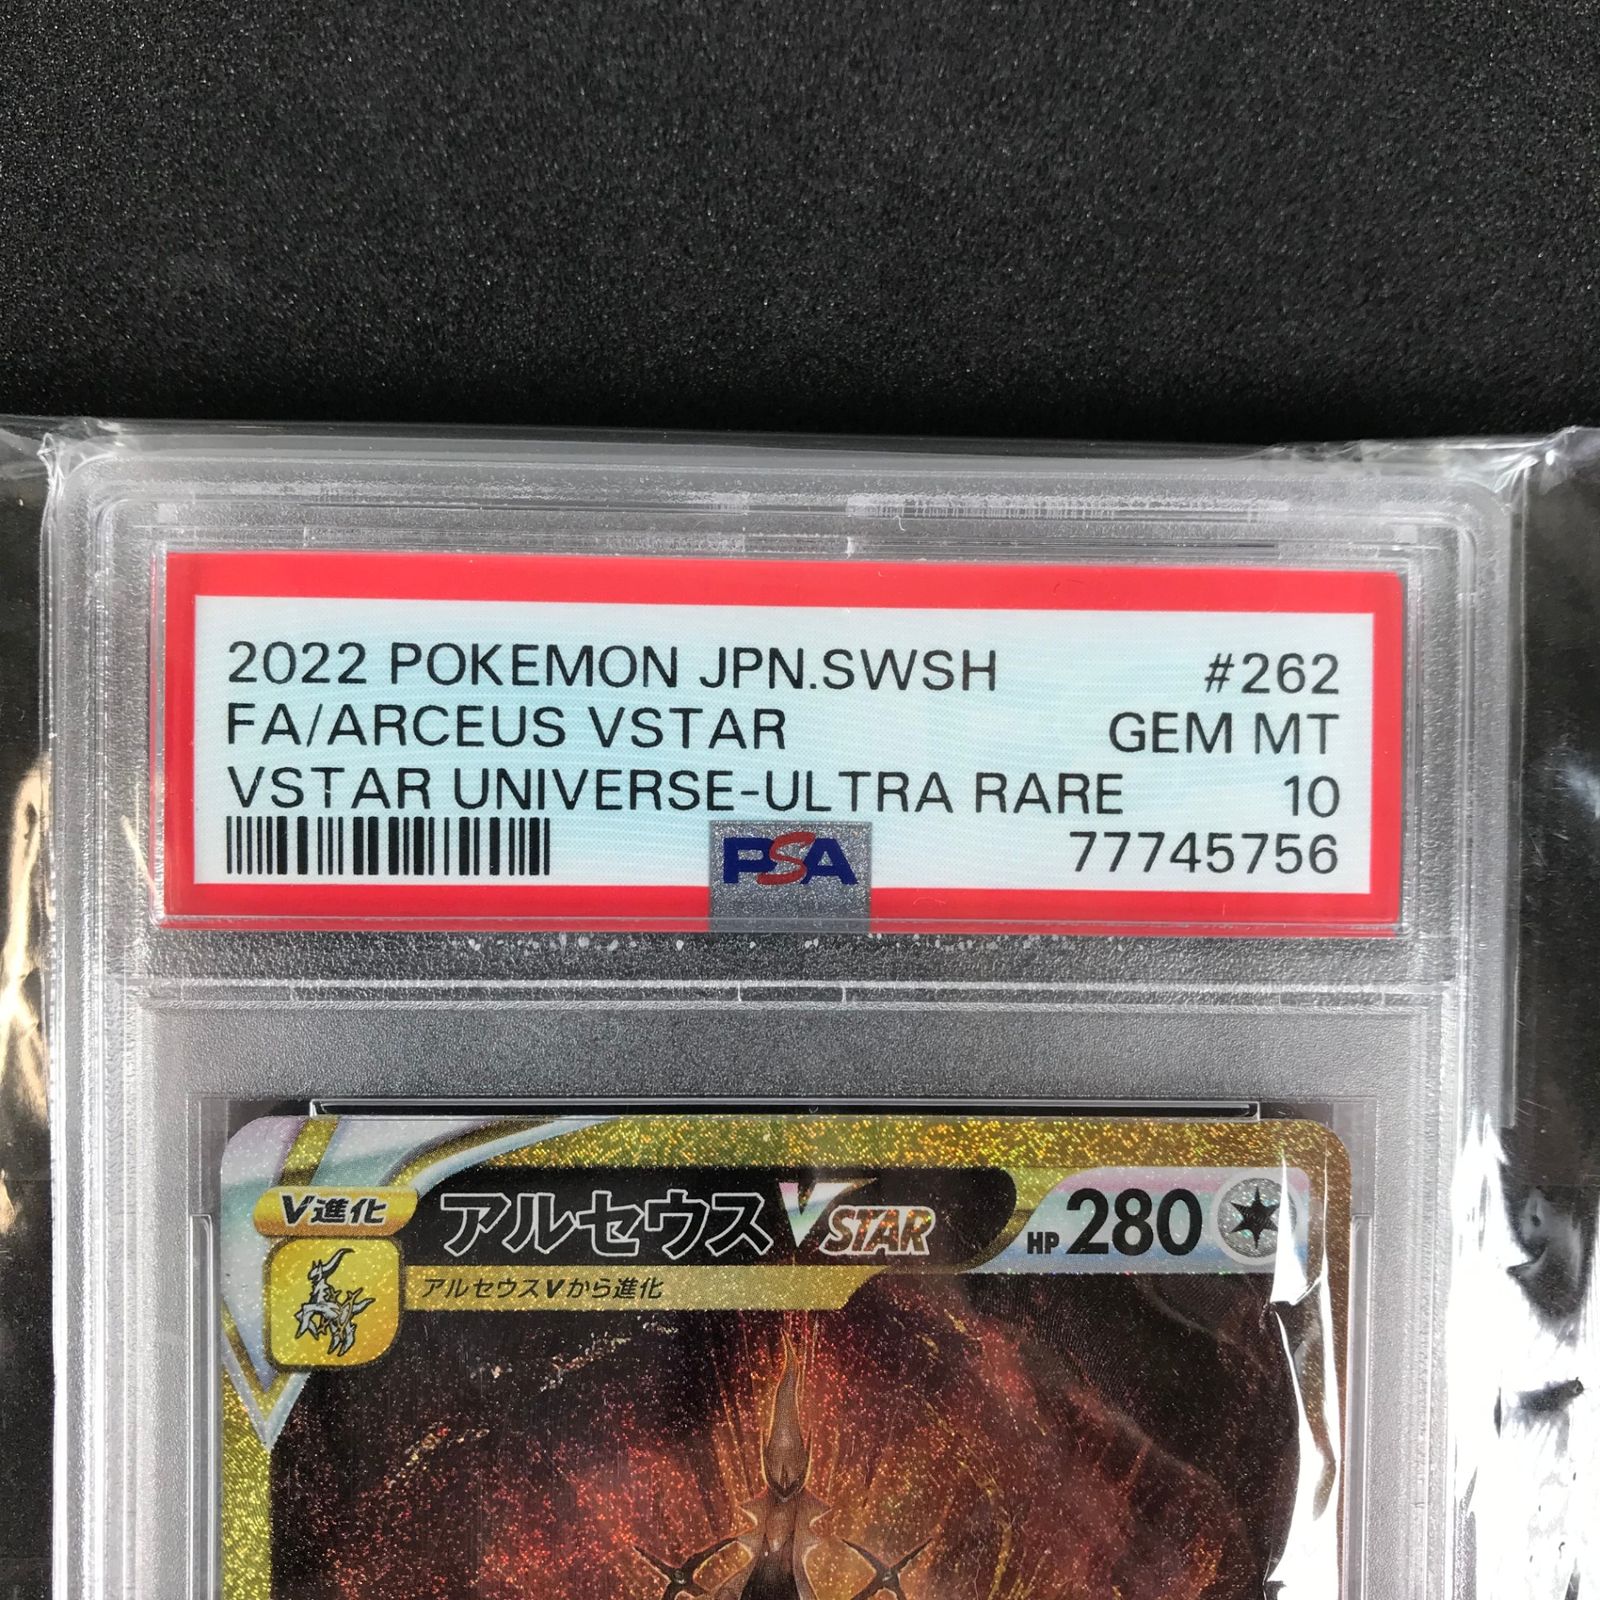 2022 POKEMON JPN.SWSH #262
FA/ARCEUS VSTAR GEM MT
VSTAR UNIVERSE-ULTRA RARE 10
PSA 77745756
V進化 アルセウス VSTAR HP 280
アルセウスVから進化